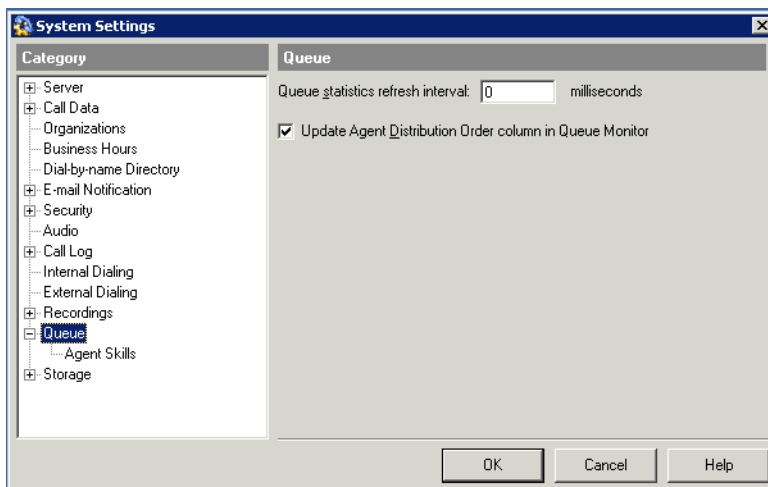 System Settings
Category
Server
Call Data
Organizations
Business Hours
Dial-by-name Directory
E-mail Notification
Security
Audio
Call Log
Internal Dialing
External Dialing
Recordings
Queue
Agent Skills
Storage
Queue
Queue statistics refresh interval: 0 milliseconds
Update Agent Distribution Order column in Queue Monitor
OK Cancel Help